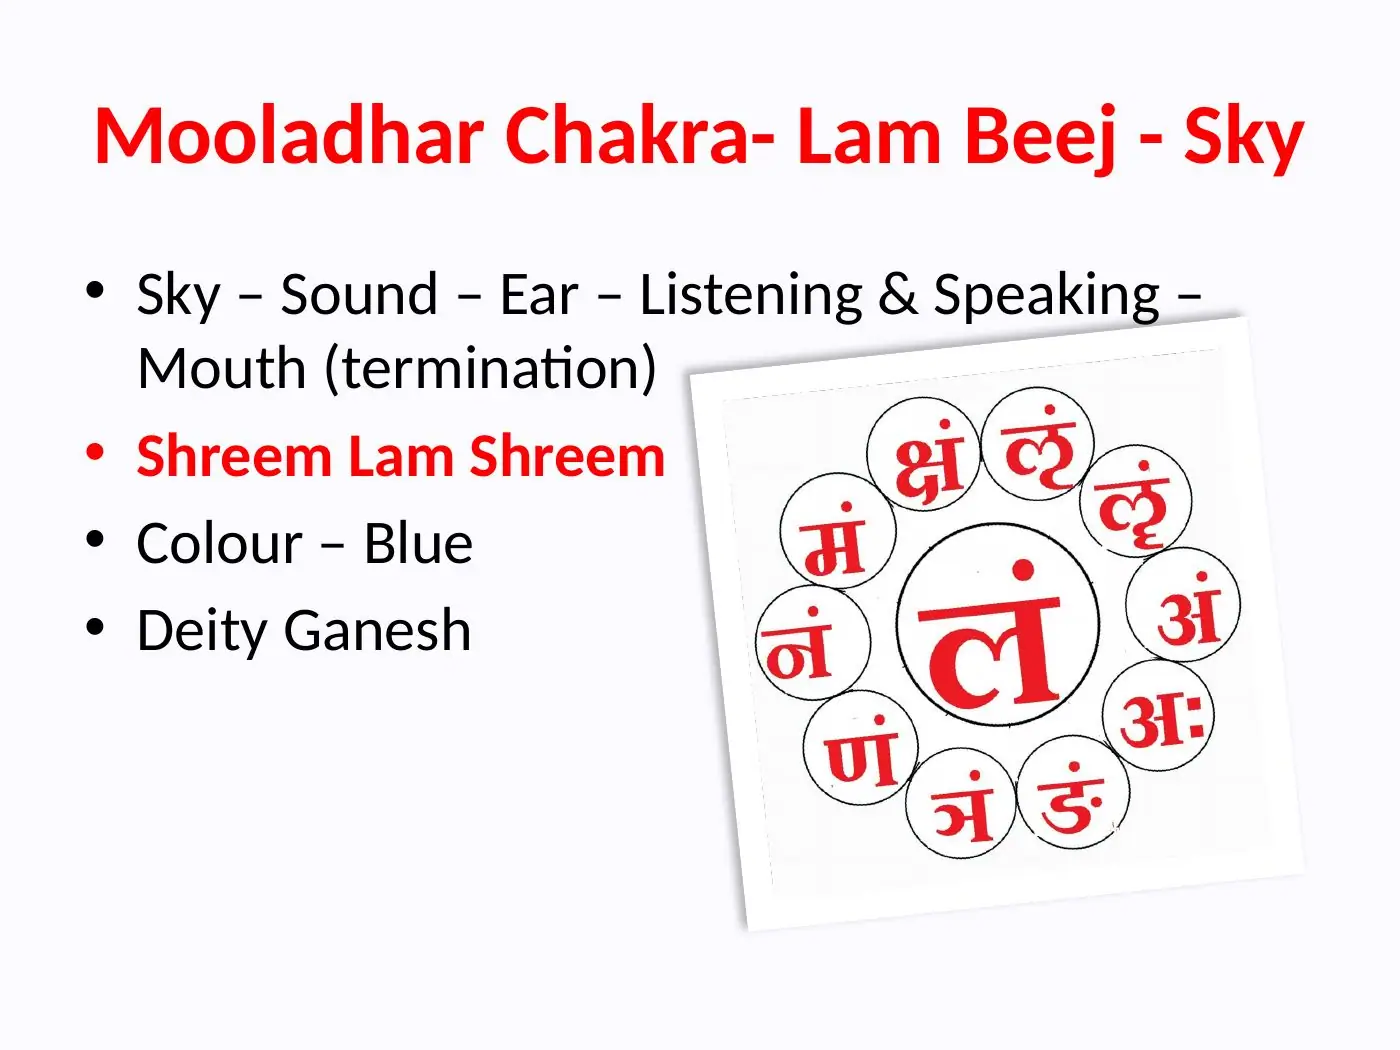 Mooladhar Chakra- Lam Beej - Sky
• Sky – Sound – Ear – Listening & Speaking –
Mouth (termination)
• Shreem Lam Shreem
• Colour – Blue
• Deity Ganesh
क्षं
लृं
लॄं
अं
अः
ङं
ञं
णं
नं
मं
लं